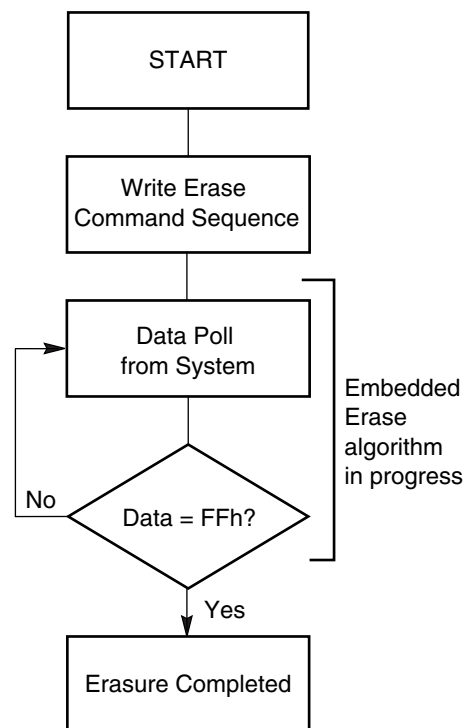 START
Write Erase
Command Sequence
Data Poll
from System
Embedded
Erase
algorithm
in progress
No
Data = FFh?
Yes
Erasure Completed